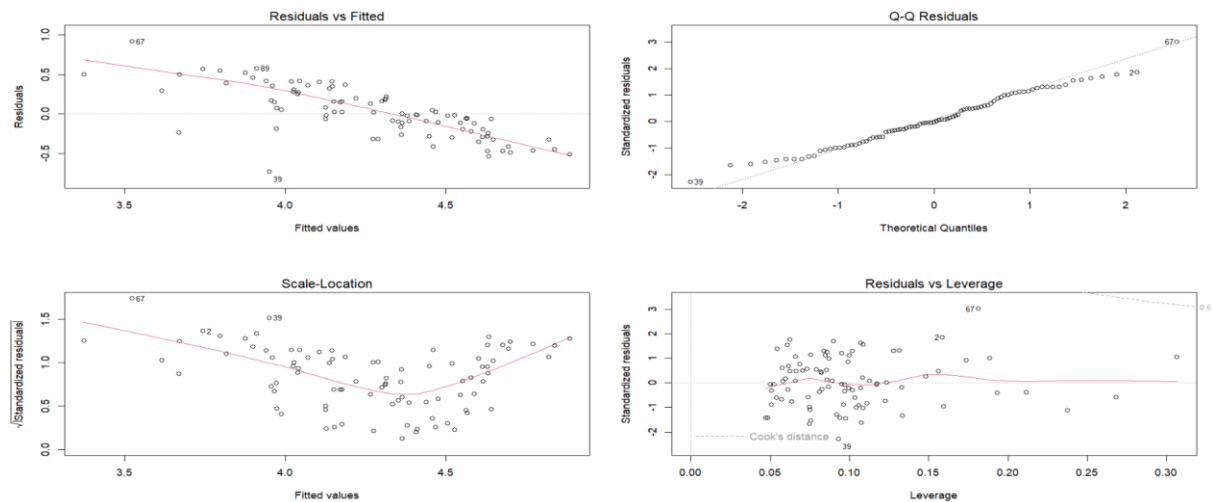 Residuals vs Fitted
Residuals
1.0
0.5
0.0
-0.5
67
89
39
3.5 4.0 4.5
Fitted values
Q-Q Residuals
Standardized residuals
3
2
1
0
-1
-2
67
2
39
-2 -1 0 1 2
Theoretical Quantiles
Scale-Location
√|Standardized residuals|
1.5
1.0
0.5
0.0
67
2
39
3.5 4.0 4.5
Fitted values
Residuals vs Leverage
Standardized residuals
3
2
1
0
-1
-2
67
2
0.5
39
Cook's distance
0.00 0.05 0.10 0.15 0.20 0.25 0.30
Leverage